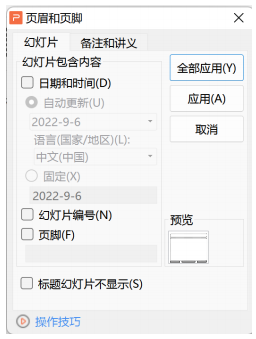 页眉和页脚
幻灯片
备注和讲义
幻灯片包含内容
日期和时间(D)
自动更新(U)
2022-9-6
语言(国家/地区)(L):
中文(中国)
固定(X)
2022-9-6
幻灯片编号(N)
页脚(F)
标题幻灯片不显示(S)
全部应用(Y)
应用(A)
取消
预览
操作技巧